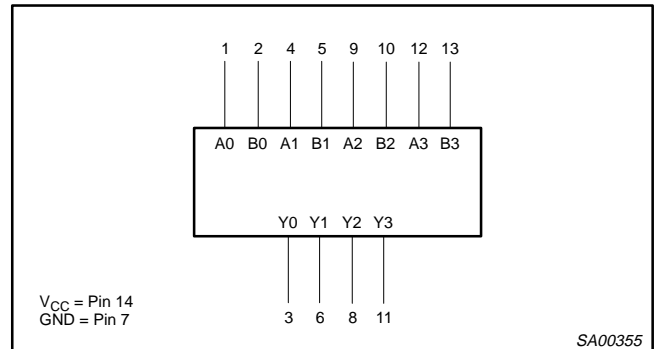 1 2 4 5 9 10 12 13
A0 B0 A1 B1 A2 B2 A3 B3
Y0 Y1 Y2 Y3
3 6 8 11
VCC = Pin 14
GND = Pin 7
SA00355